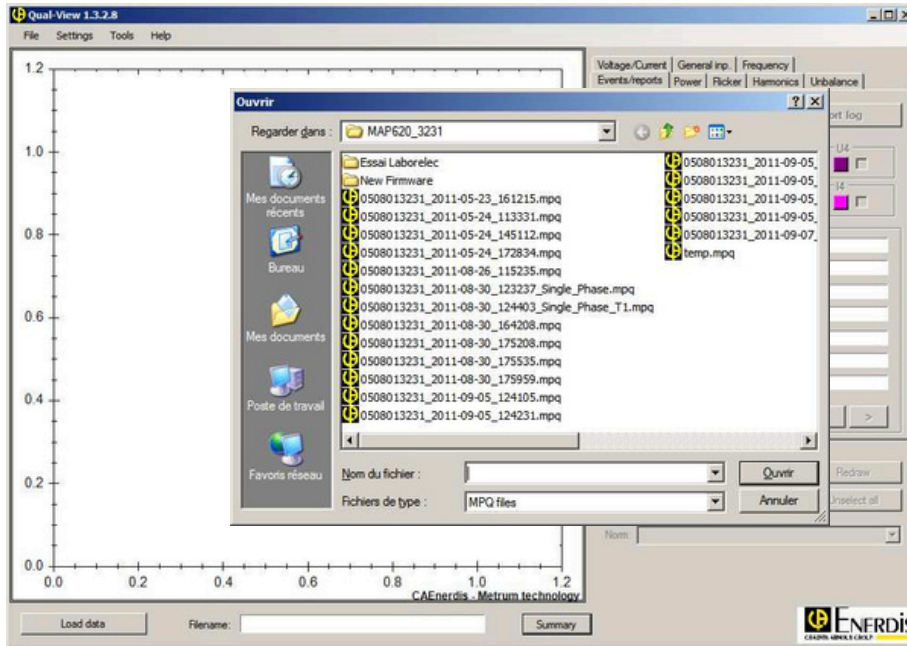 Qual-View 1.3.2.8
File Settings Tools Help
Voltage/Current General inp. Frequency
Events/reports Power Flicker Harmonics Unbalance
Ouvrir
Regarder dans : MAP620_3231
ort log
U4
I4
Mes documents
récents
Bureau
Mes documents
Poste de travail
Favoris réseau
Essai Laborelec
New Firmware
0508013231_2011-05-23_161215.mpq
0508013231_2011-05-24_113331.mpq
0508013231_2011-05-24_145112.mpq
0508013231_2011-05-24_172834.mpq
0508013231_2011-08-26_115235.mpq
0508013231_2011-08-30_123237_Single_Phase.mpq
0508013231_2011-08-30_124403_Single_Phase_T1.mpq
0508013231_2011-08-30_164208.mpq
0508013231_2011-08-30_175208.mpq
0508013231_2011-08-30_175535.mpq
0508013231_2011-08-30_175959.mpq
0508013231_2011-09-05_124105.mpq
0508013231_2011-09-05_124231.mpq
0508013231_2011-09-05_
0508013231_2011-09-05_
0508013231_2011-09-05_
0508013231_2011-09-05_
0508013231_2011-09-07_
temp.mpq
Nom du fichier :
Ouvrir
Fichiers de type : MPQ files
Annuler
>
Redraw
Unselect all
Norm:
1.2
1.0
0.8
0.6
0.4
0.2
0.0
0.0 0.2 0.4 0.6 0.8 1.0 1.2
CAEnerdis - Metrum technology
Load data Filename: Summary
ENERDIS
CHAUVIN ARNOUX GROUP